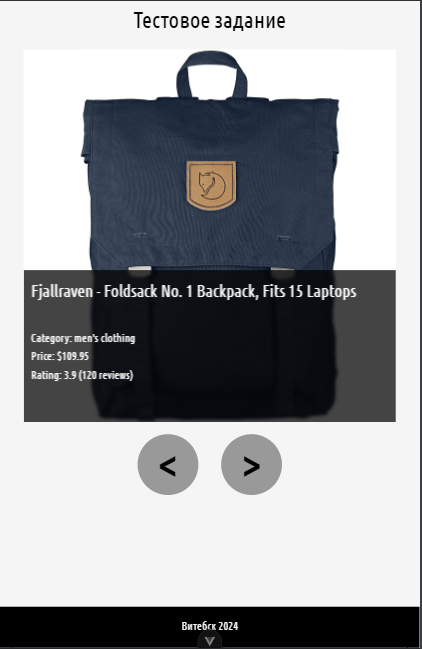 Тестовое задание
Fjallraven - Foldsack No. 1 Backpack, Fits 15 Laptops
Category: men's clothing
Price: $109.95
Rating: 3.9 (120 reviews)
< >
Витебск 2024